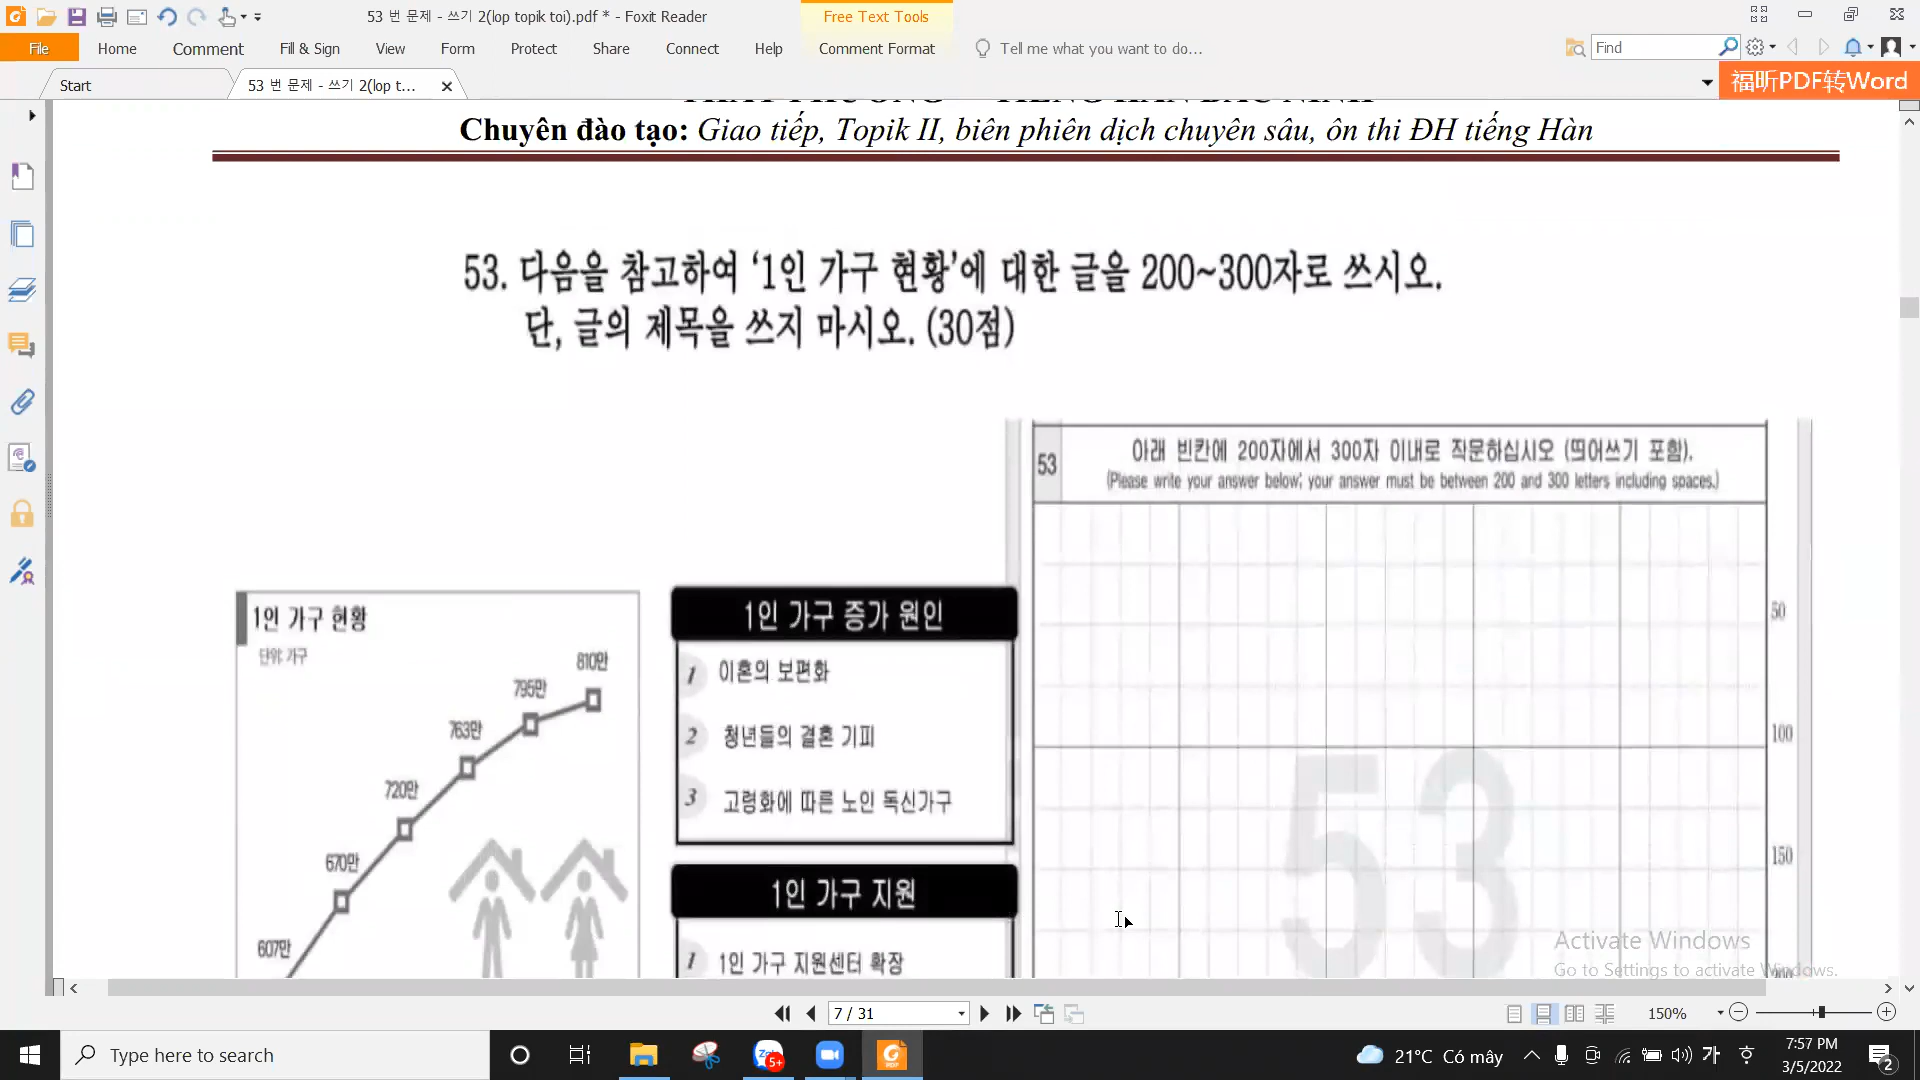 53 번 문제 - 쓰기 2(lop topik toi).pdf * - Foxit Reader
Free Text Tools
File Home Comment Fill & Sign View Form Protect Share Connect Help Comment Format Tell me what you want to do... Find
Start 53 번 문제 - 쓰기 2(lop t... 福昕PDF转Word
Chuyên đào tạo: Giao tiếp, Topik II, biên phiên dịch chuyên sâu, ôn thi ĐH tiếng Hàn
53. 다음을 참고하여 '1인 가구 현황'에 대한 글을 200~300자로 쓰시오.
단, 글의 제목을 쓰지 마시오. (30점)
53
아래 빈칸에 200자에서 300자 이내로 작문하십시오 (띄어쓰기 포함).
(Please write your answer below; your answer must be between 200 and 300 letters including spaces.)
50
100
150
53
1인 가구 현황
단위: 가구
810만
795만
763만
720만
670만
607만
1인 가구 증가 원인
1 이혼의 보편화
2 청년들의 결혼 기피
3 고령화에 따른 노인 독신가구
1인 가구 지원
1 1인 가구 지원센터 확장
Activate Windows
Go to Settings to activate Windows.
7 / 31
150%
Type here to search
5+
21°C Có mây
가
7:57 PM
3/5/2022
2